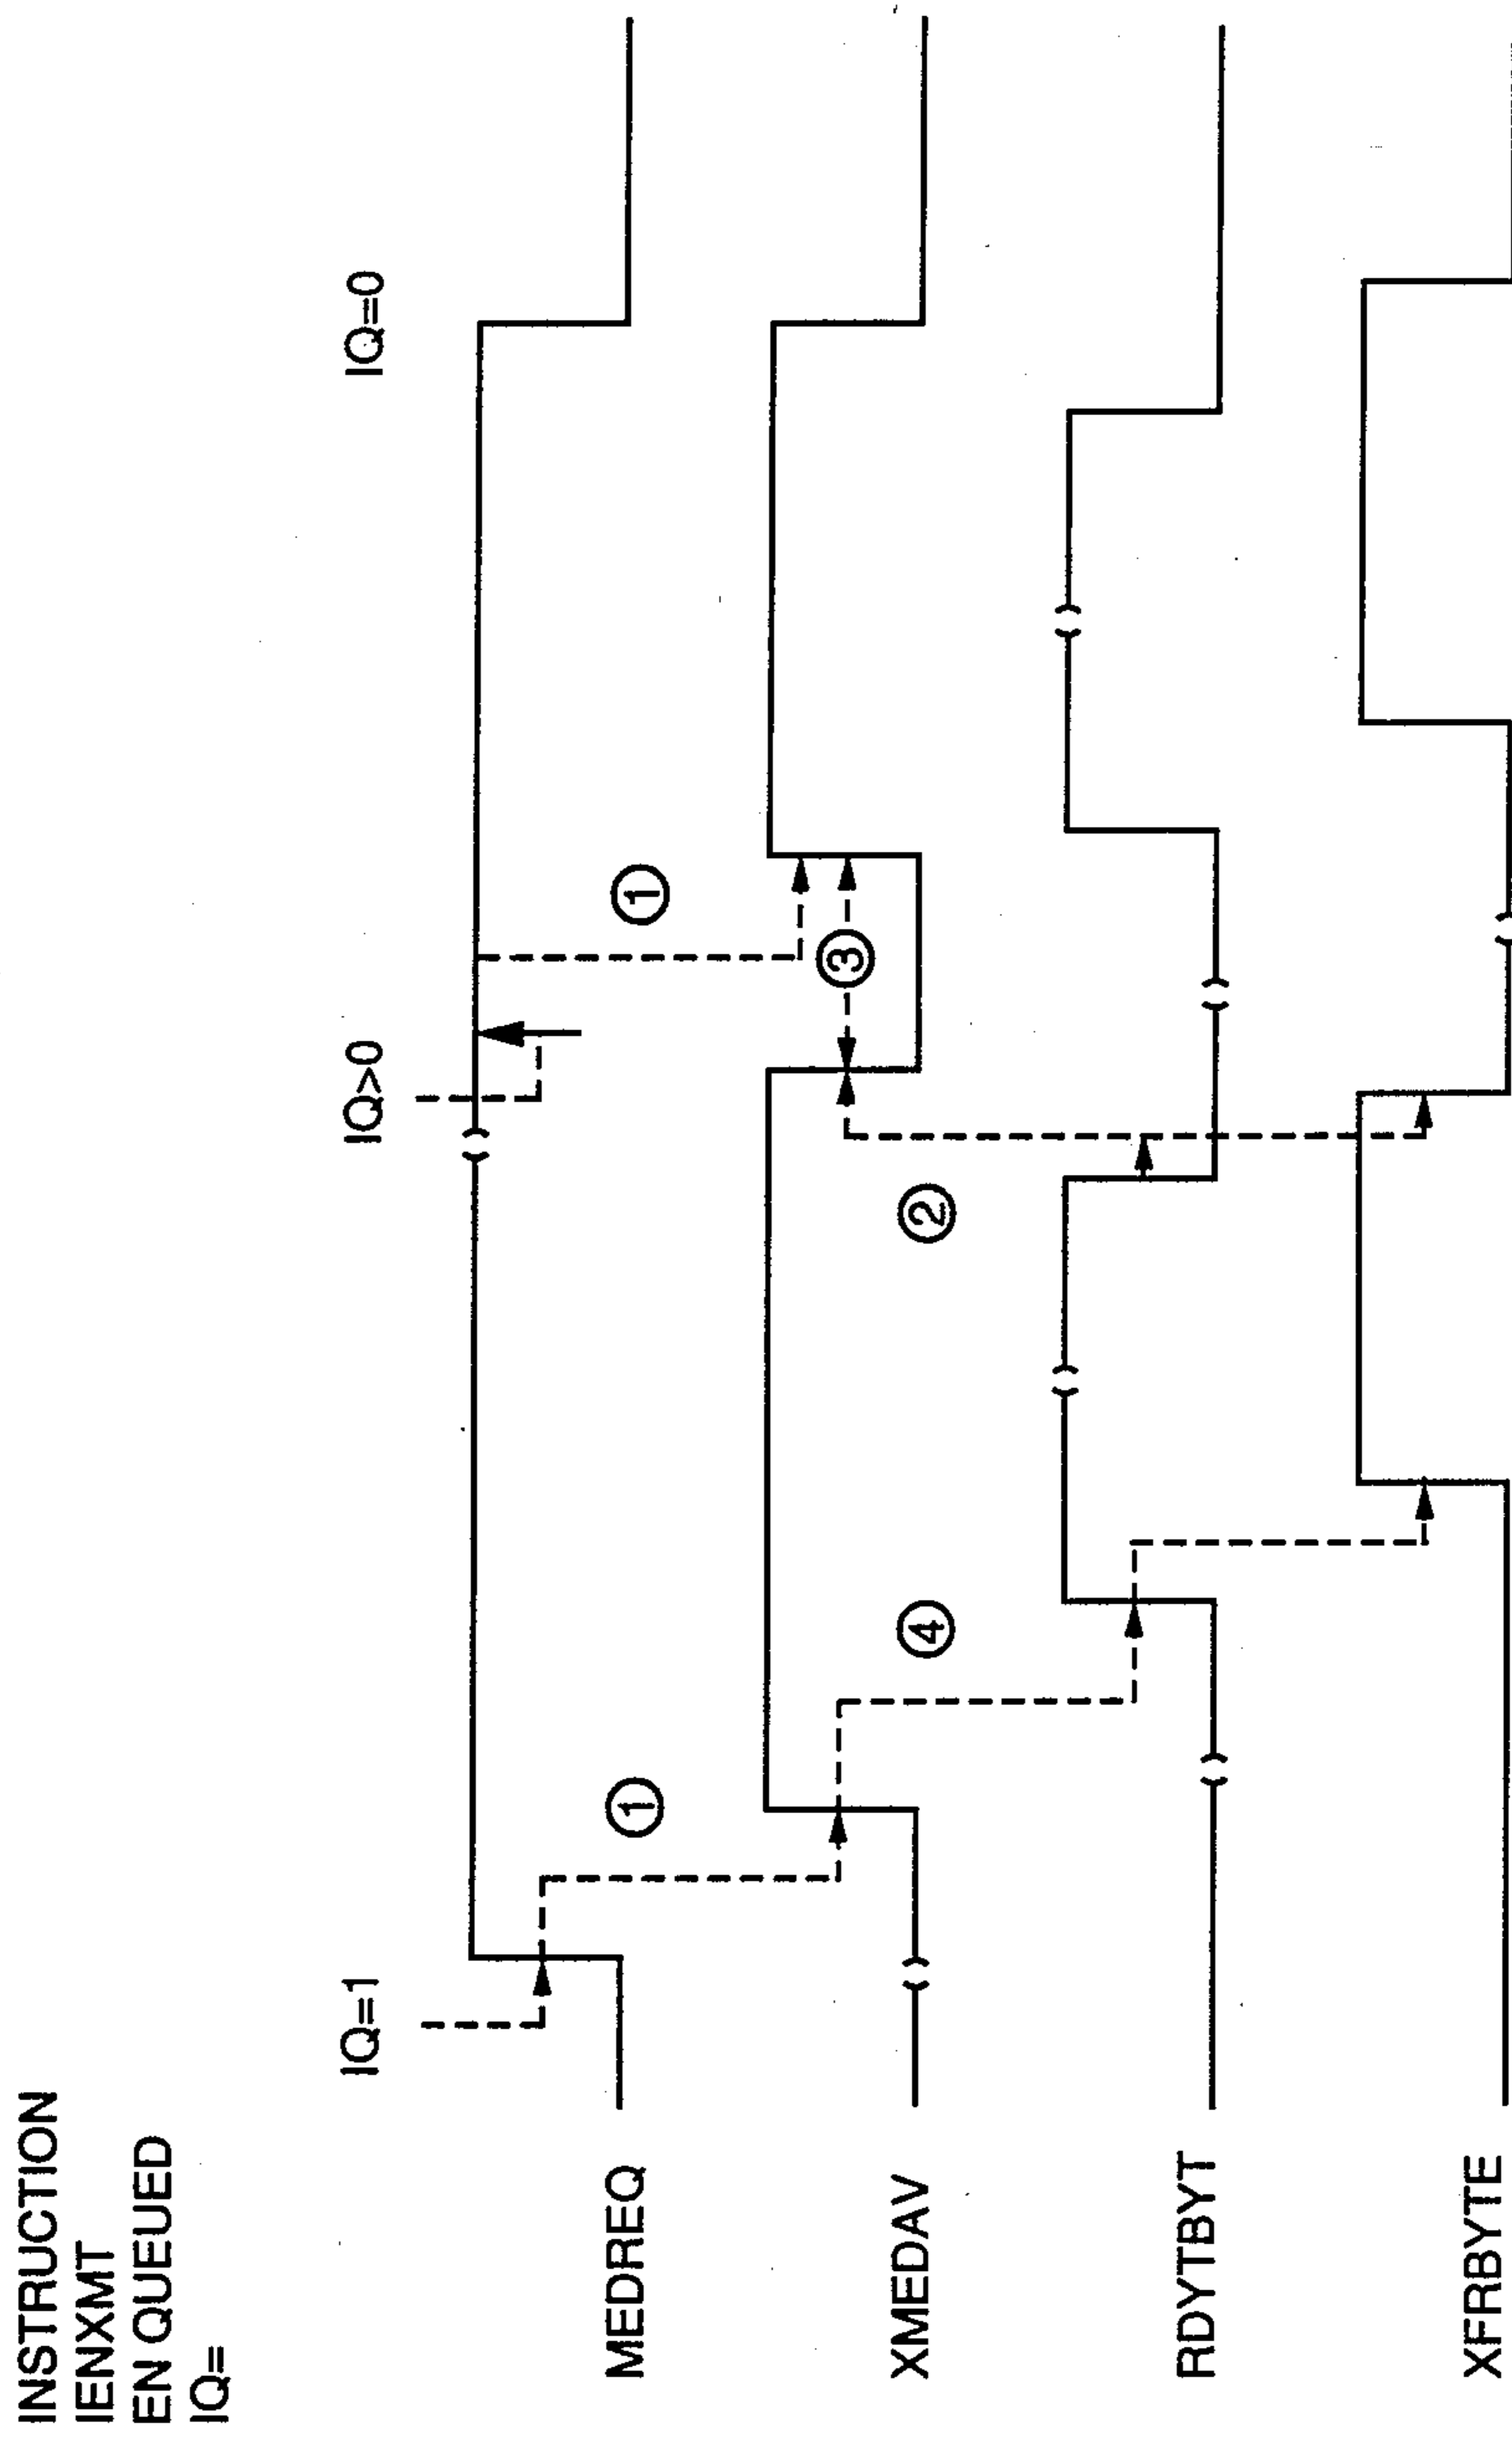 INSTRUCTION
IENXMT
EN QUEUED
IQ=
IQ=1
IQ>0
IQ=0
MEDREQ
1
1
XMEDAV
3
4
2
RDYTBYT
XFRBYTE